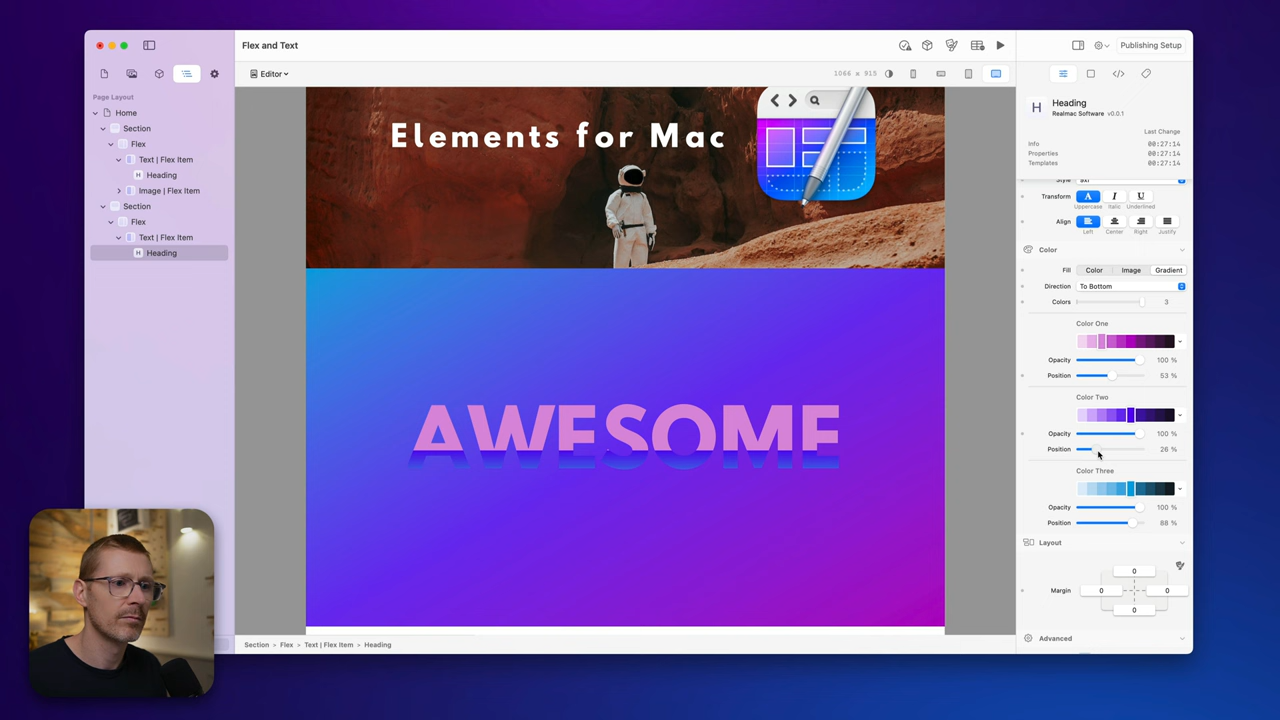 Flex and Text
Publishing Setup
Editor
1066 x 915
Page Layout
Home
Section
Flex
Text | Flex Item
Heading
Image | Flex Item
Section
Flex
Text | Flex Item
Heading
Elements for Mac
AWESOME
Section > Flex > Text | Flex Item > Heading
H
Heading
Realmac Software v0.0.1
Last Change
Info 00:27:14
Properties 00:27:14
Templates 00:27:14
Transform A I U
Uppercase Italic Underlined
Align
Left Center Right Justify
Color
Fill Color Image Gradient
Direction To Bottom
Colors 3
Color One
Opacity 100 %
Position 53 %
Color Two
Opacity 100 %
Position 26 %
Color Three
Opacity 100 %
Position 88 %
Layout
0
Margin 0 0
0
Advanced